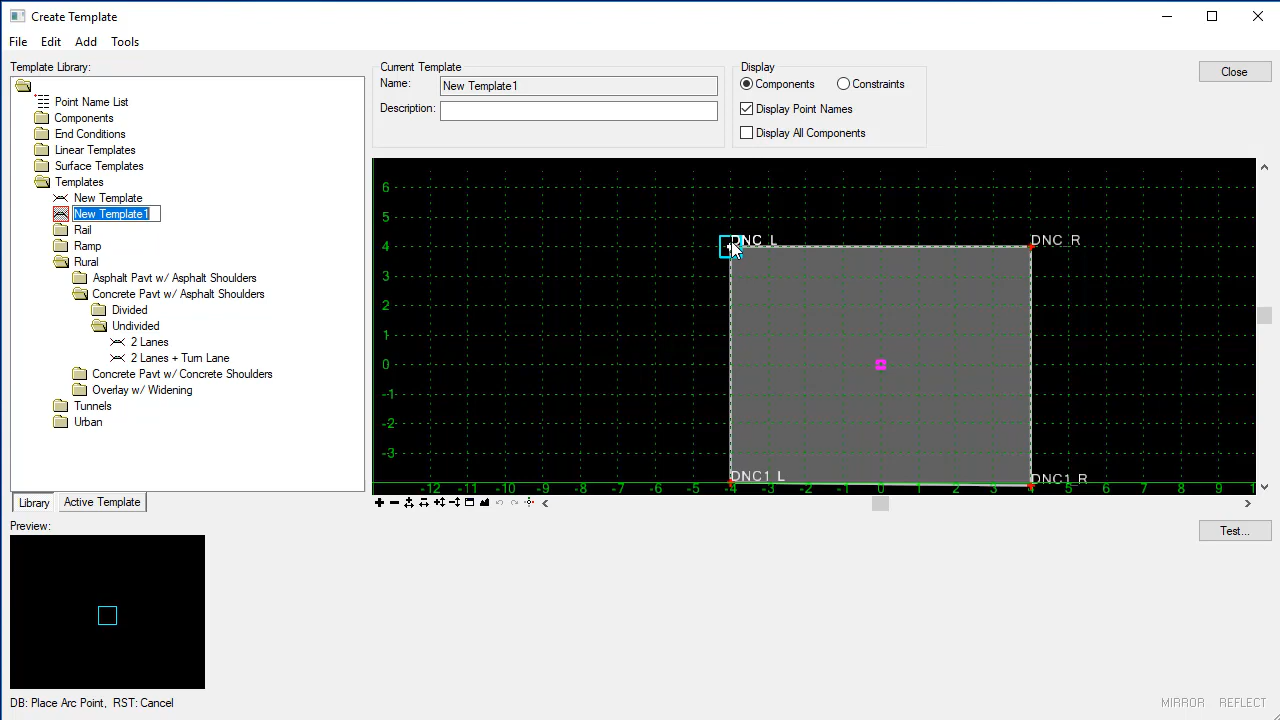 Create Template
File Edit Add Tools
Template Library:
Point Name List
Components
End Conditions
Linear Templates
Surface Templates
Templates
New Template
New Template1
Rail
Ramp
Rural
Asphalt Pavt w/ Asphalt Shoulders
Concrete Pavt w/ Asphalt Shoulders
Divided
Undivided
2 Lanes
2 Lanes + Turn Lane
Concrete Pavt w/ Concrete Shoulders
Overlay w/ Widening
Tunnels
Urban
Library Active Template
Preview:
Current Template
Name: New Template1
Description:
Display
Components Constraints
Display Point Names
Display All Components
Close
6
5
4
3
2
1
0
-1
-2
-3
DNC L DNC R
DNC1 L DNC1 R
-12 -11 -10 -9 -8 -7 -6 -5 -4 -3 -2 -1 0 1 2 3 4 5 6 7 8 9 1
Test...
DB: Place Arc Point, RST: Cancel
MIRROR REFLECT